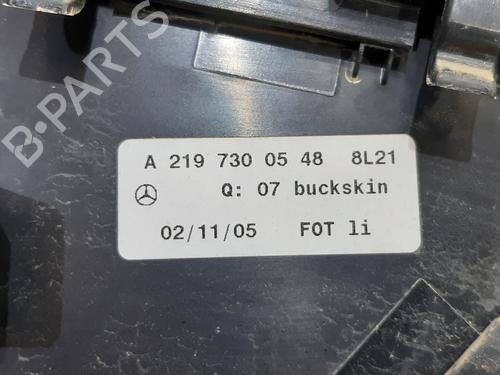 B-PARTS
A 219 730 05 48 8L21
Q: 07 buckskin
02/11/05 FOT li